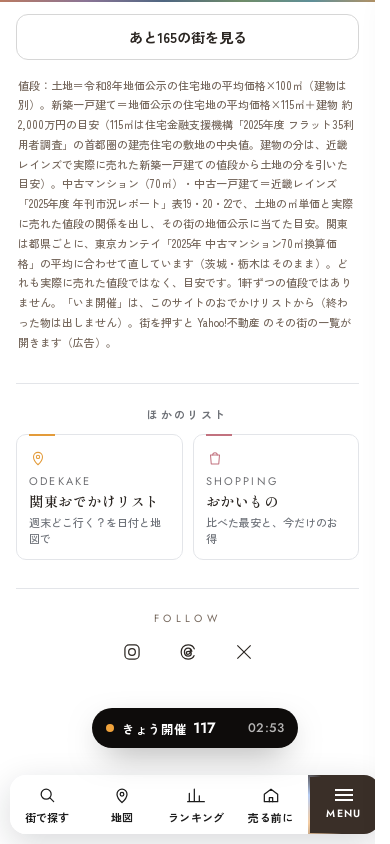 あと165の街を見る
値段：土地＝令和8年地価公示の住宅地の平均価格×100㎡（建物は
別）。新築一戸建て＝地価公示の住宅地の平均価格×115㎡＋建物 約
2,000万円の目安（115㎡は住宅金融支援機構「2025年度 フラット35利
用者調査」の首都圏の建売住宅の敷地の中央値。建物の分は、近畿
レインズで実際に売れた新築一戸建ての値段から土地の分を引いた
目安）。中古マンション（70㎡）・中古一戸建て＝近畿レインズ
「2025年度 年刊市況レポート」表19・20・22で、土地の㎡単価と実際
に売れた値段の関係を出し、その街の地価公示に当てた目安。関東
は都県ごとに、東京カンテイ「2025年 中古マンション70㎡換算価
格」の平均に合わせて直しています（茨城・栃木はそのまま）。ど
れも実際に売れた値段ではなく、目安です。1軒ずつの値段ではあり
ません。「いま開催」は、このサイトのおでかけリストから（終わ
った物は出しません）。街を押すと Yahoo!不動産 のその街の一覧が
開きます（広告）。
ほかのリスト
ODEKAKE
関東おでかけリスト
週末どこ行く？を日付と地
図で
SHOPPING
おかいもの
比べた最安と、今だけのお
得
FOLLOW
きょう開催 117 02:53
街で探す
地図
ランキング
売る前に
MENU